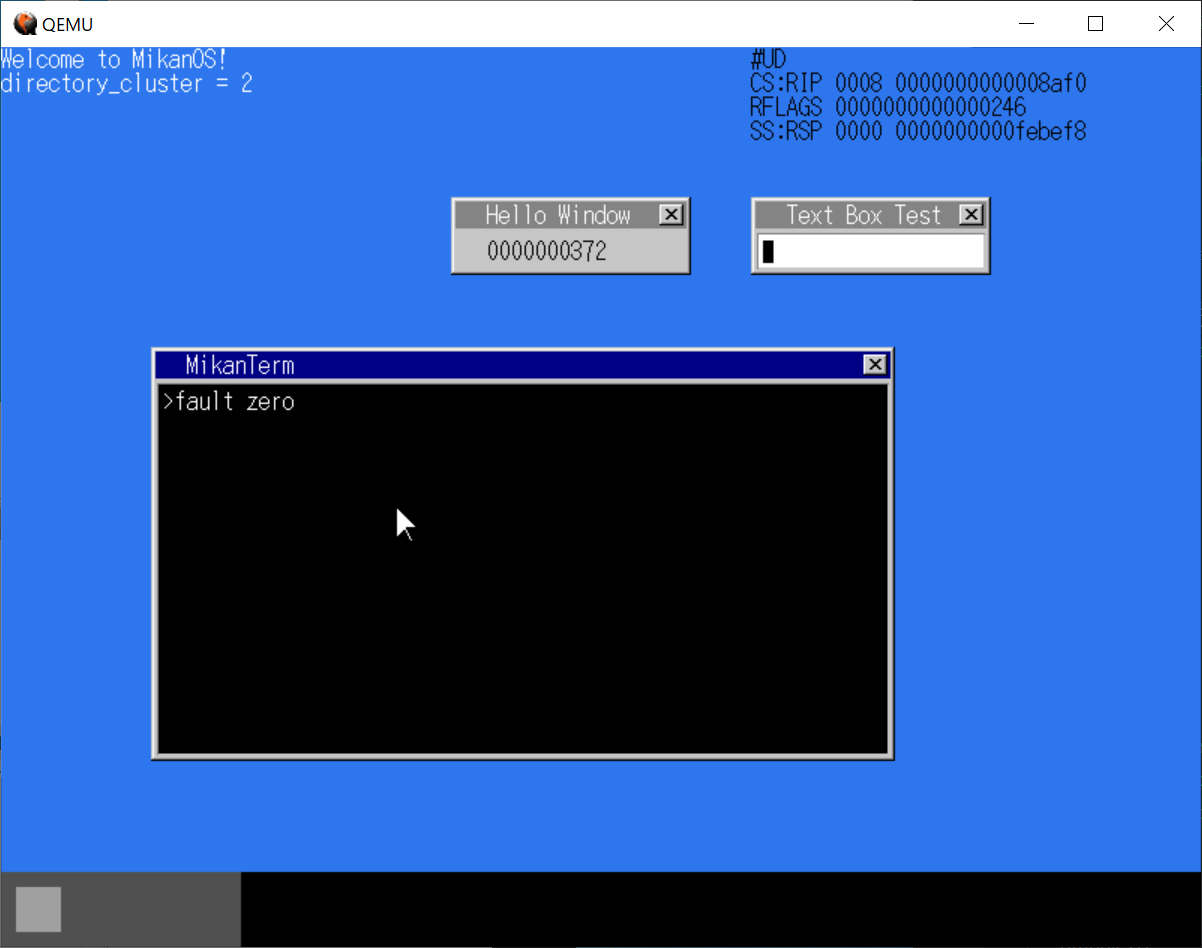 QEMU
Welcome to MikanOS!
directory_cluster = 2
#UD
CS:RIP 0008 0000000000008af0
RFLAGS 0000000000000246
SS:RSP 0000 0000000000febef8
Hello Window
0000000372
Text Box Test
MikanTerm
>fault zero